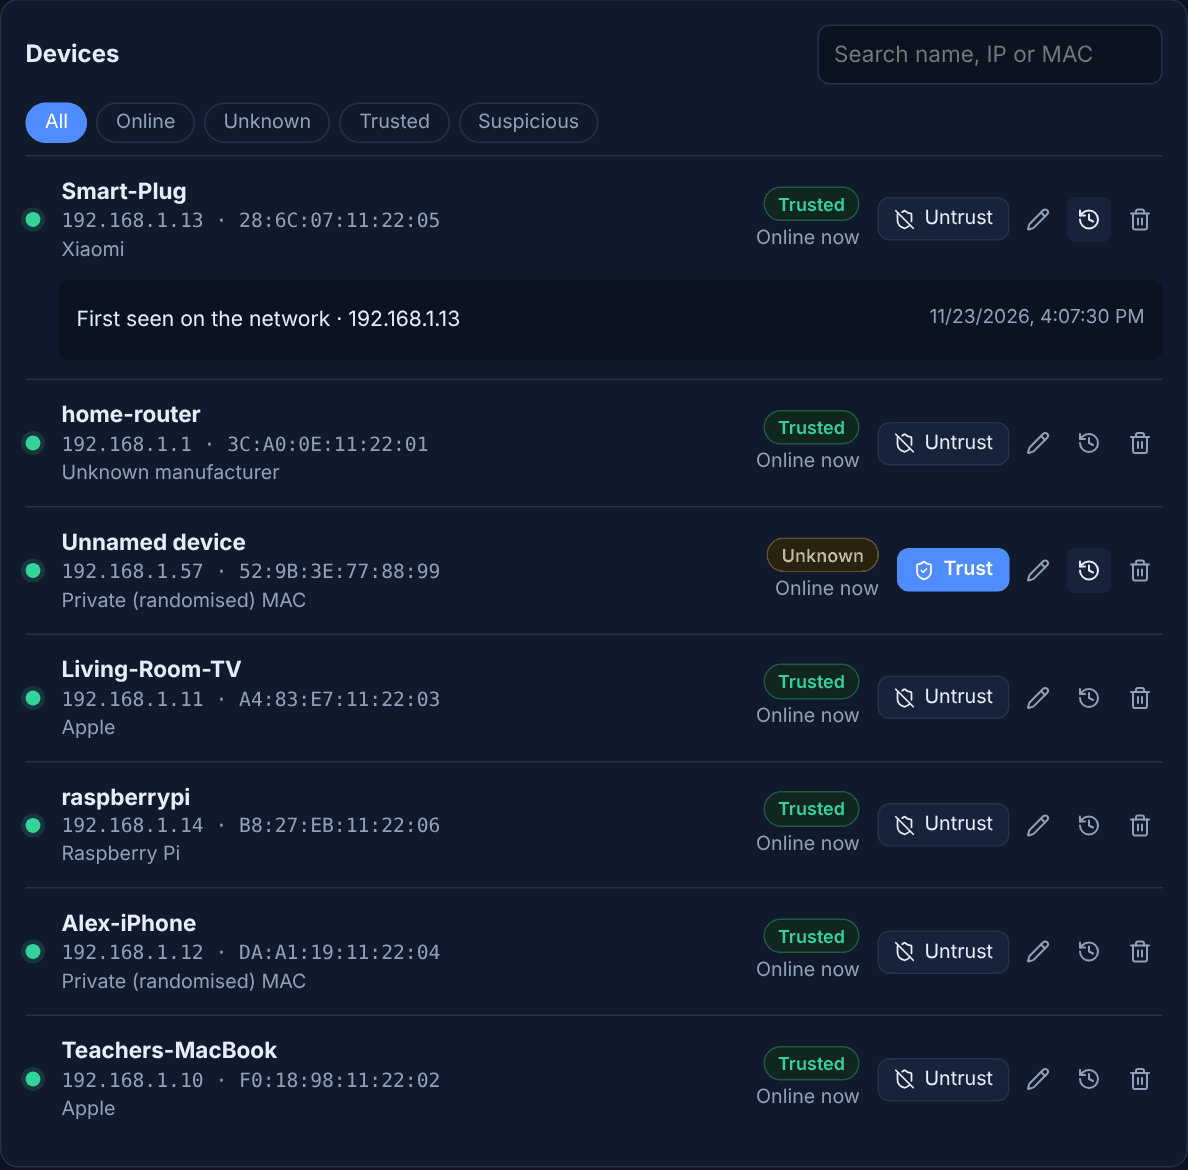 Devices
Search name, IP or MAC
All
Online
Unknown
Trusted
Suspicious
Smart-Plug
192.168.1.13 · 28:6C:07:11:22:05
Xiaomi
Trusted
Online now
Untrust
First seen on the network · 192.168.1.13
11/23/2026, 4:07:30 PM
home-router
192.168.1.1 · 3C:A0:0E:11:22:01
Unknown manufacturer
Trusted
Online now
Untrust
Unnamed device
192.168.1.57 · 52:9B:3E:77:88:99
Private (randomised) MAC
Unknown
Online now
Trust
Living-Room-TV
192.168.1.11 · A4:83:E7:11:22:03
Apple
Trusted
Online now
Untrust
raspberrypi
192.168.1.14 · B8:27:EB:11:22:06
Raspberry Pi
Trusted
Online now
Untrust
Alex-iPhone
192.168.1.12 · DA:A1:19:11:22:04
Private (randomised) MAC
Trusted
Online now
Untrust
Teachers-MacBook
192.168.1.10 · F0:18:98:11:22:02
Apple
Trusted
Online now
Untrust